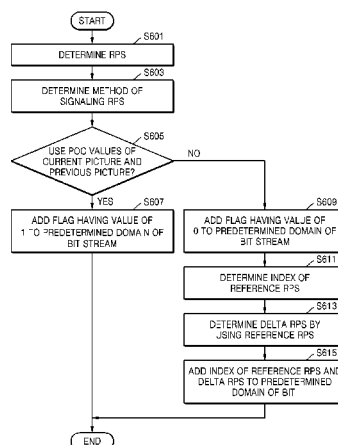 START
S601
DETERMINE RPS
S603
DETERMINE METHOD OF
SIGNALING RPS
S605
USE POC VALUES OF
CURRENT PICTURE AND
PREVIOUS PICTURE?
NO
YES
S607
ADD FLAG HAVING VALUE OF
1 TO PREDETERMINED DOMAIN OF
BIT STREAM
S609
ADD FLAG HAVING VALUE OF
0 TO PREDETERMINED DOMAIN OF
BIT STREAM
S611
DETERMINE INDEX OF
REFERENCE RPS
S613
DETERMINE DELTA RPS BY
USING REFERENCE RPS
S615
ADD INDEX OF REFERENCE RPS AND
DELTA RPS TO PREDETERMINED
DOMAIN OF BIT
END